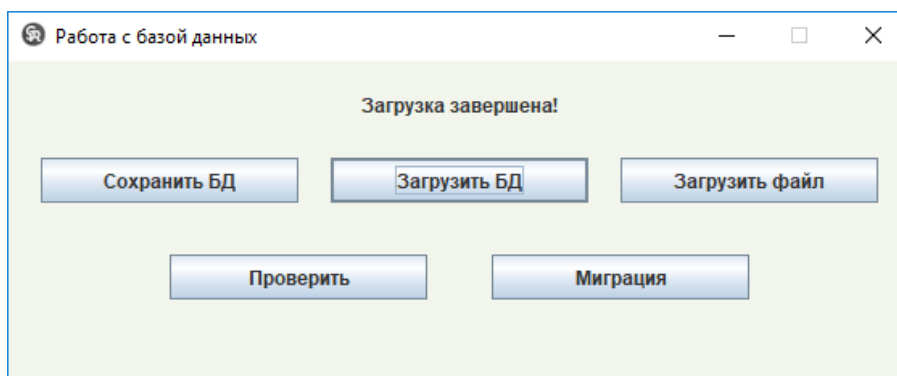 Работа с базой данных
Загрузка завершена!
Сохранить БД Загрузить БД Загрузить файл
Проверить Миграция